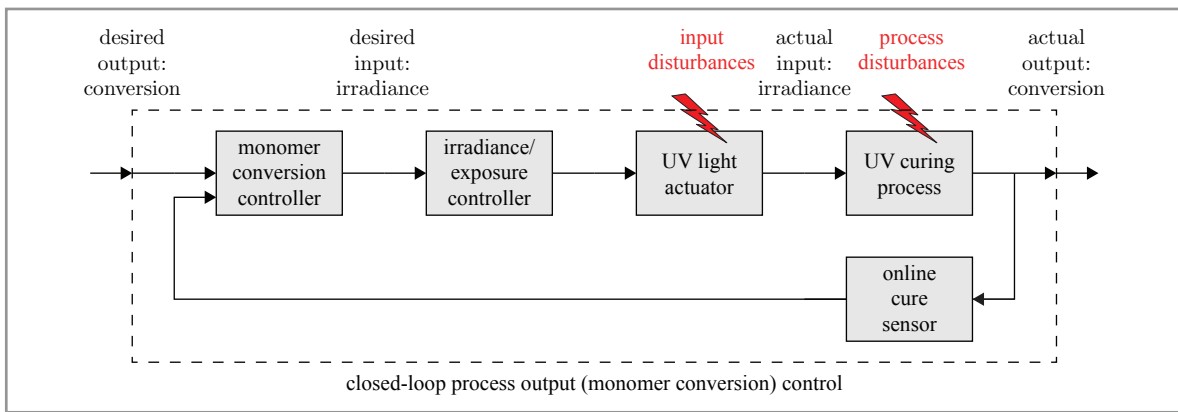 desired
output:
conversion
desired
input:
irradiance
input
disturbances
actual
input:
irradiance
process
disturbances
actual
output:
conversion
monomer
conversion
controller
irradiance/
exposure
controller
UV light
actuator
UV curing
process
online
cure
sensor
closed-loop process output (monomer conversion) control